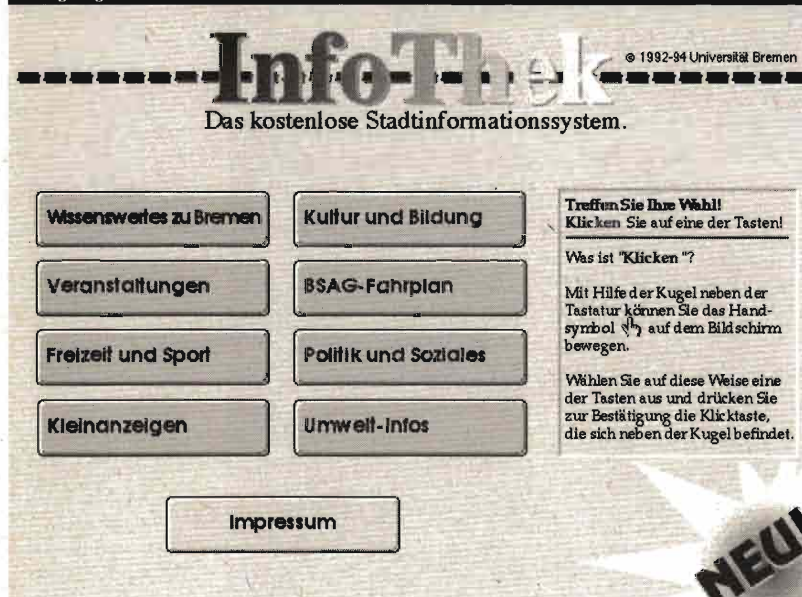 InfoThek
© 1992-94 Universität Bremen
Das kostenlose Stadtinformationssystem.
Wissenswertes zu Bremen
Kultur und Bildung
Veranstaltungen
BSAG-Fahrplan
Freizeit und Sport
Politik und Soziales
Kleinanzeigen
Umwelt-Infos
Impressum
Treffen Sie Ihre Wahl!
Klicken Sie auf eine der Tasten!
Was ist "Klicken"?
Mit Hilfe der Kugel neben der
Tastatur können Sie das Hand-
symbol auf dem Bildschirm
bewegen.
Wählen Sie auf diese Weise eine
der Tasten aus und drücken Sie
zur Bestätigung die Klicktaste,
die sich neben der Kugel befindet.
NEU!